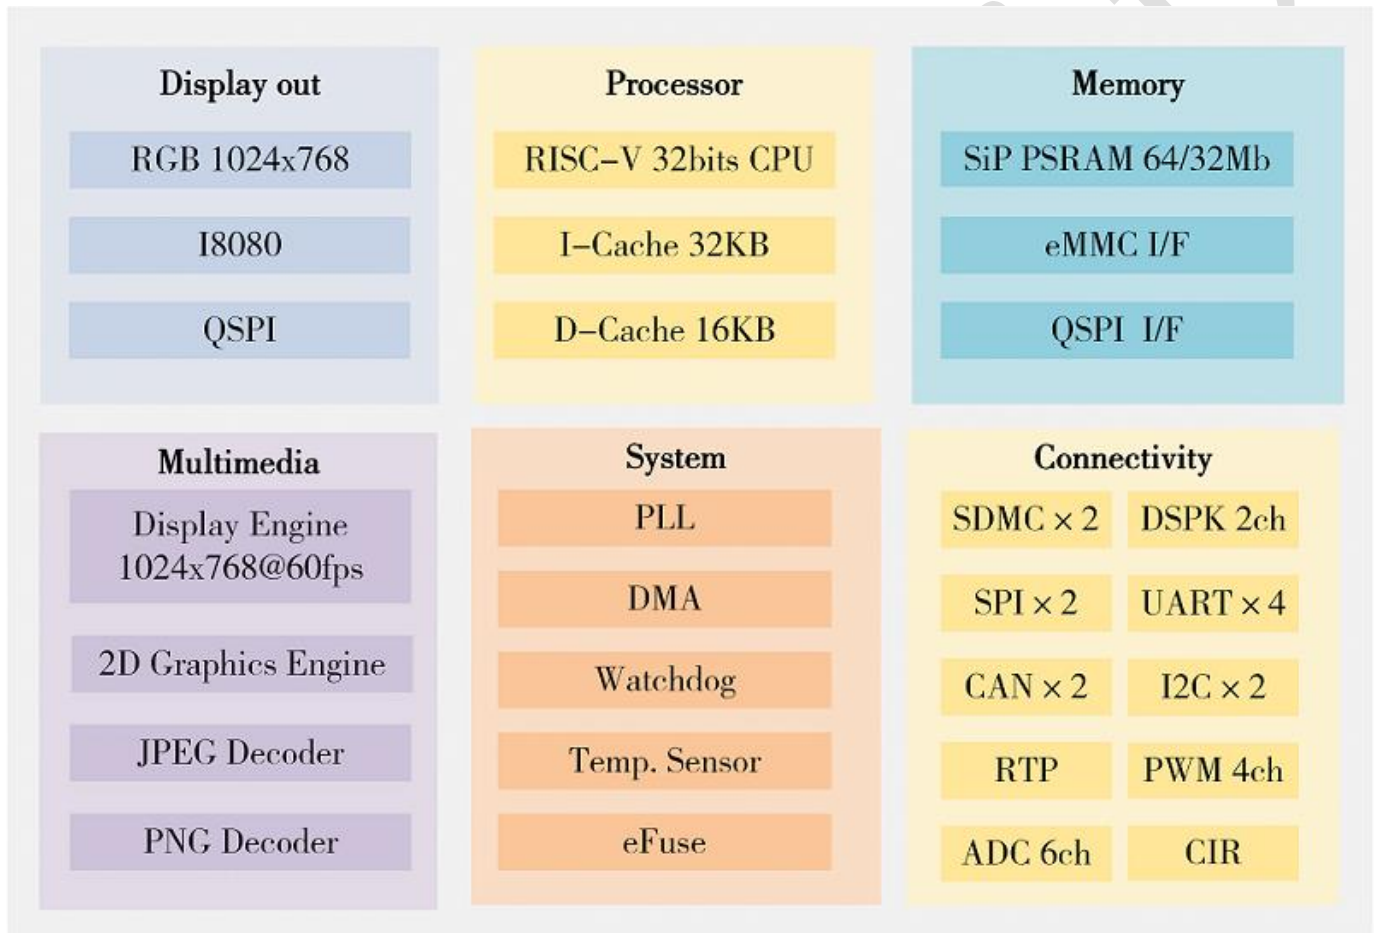 Display out
RGB 1024x768
I8080
QSPI
Processor
RISC-V 32bits CPU
I-Cache 32KB
D-Cache 16KB
Memory
SiP PSRAM 64/32Mb
eMMC I/F
QSPI I/F
Multimedia
Display Engine
1024x768@60fps
2D Graphics Engine
JPEG Decoder
PNG Decoder
System
PLL
DMA
Watchdog
Temp. Sensor
eFuse
Connectivity
SDMC × 2
DSPK 2ch
SPI × 2
UART × 4
CAN × 2
I2C × 2
RTP
PWM 4ch
ADC 6ch
CIR